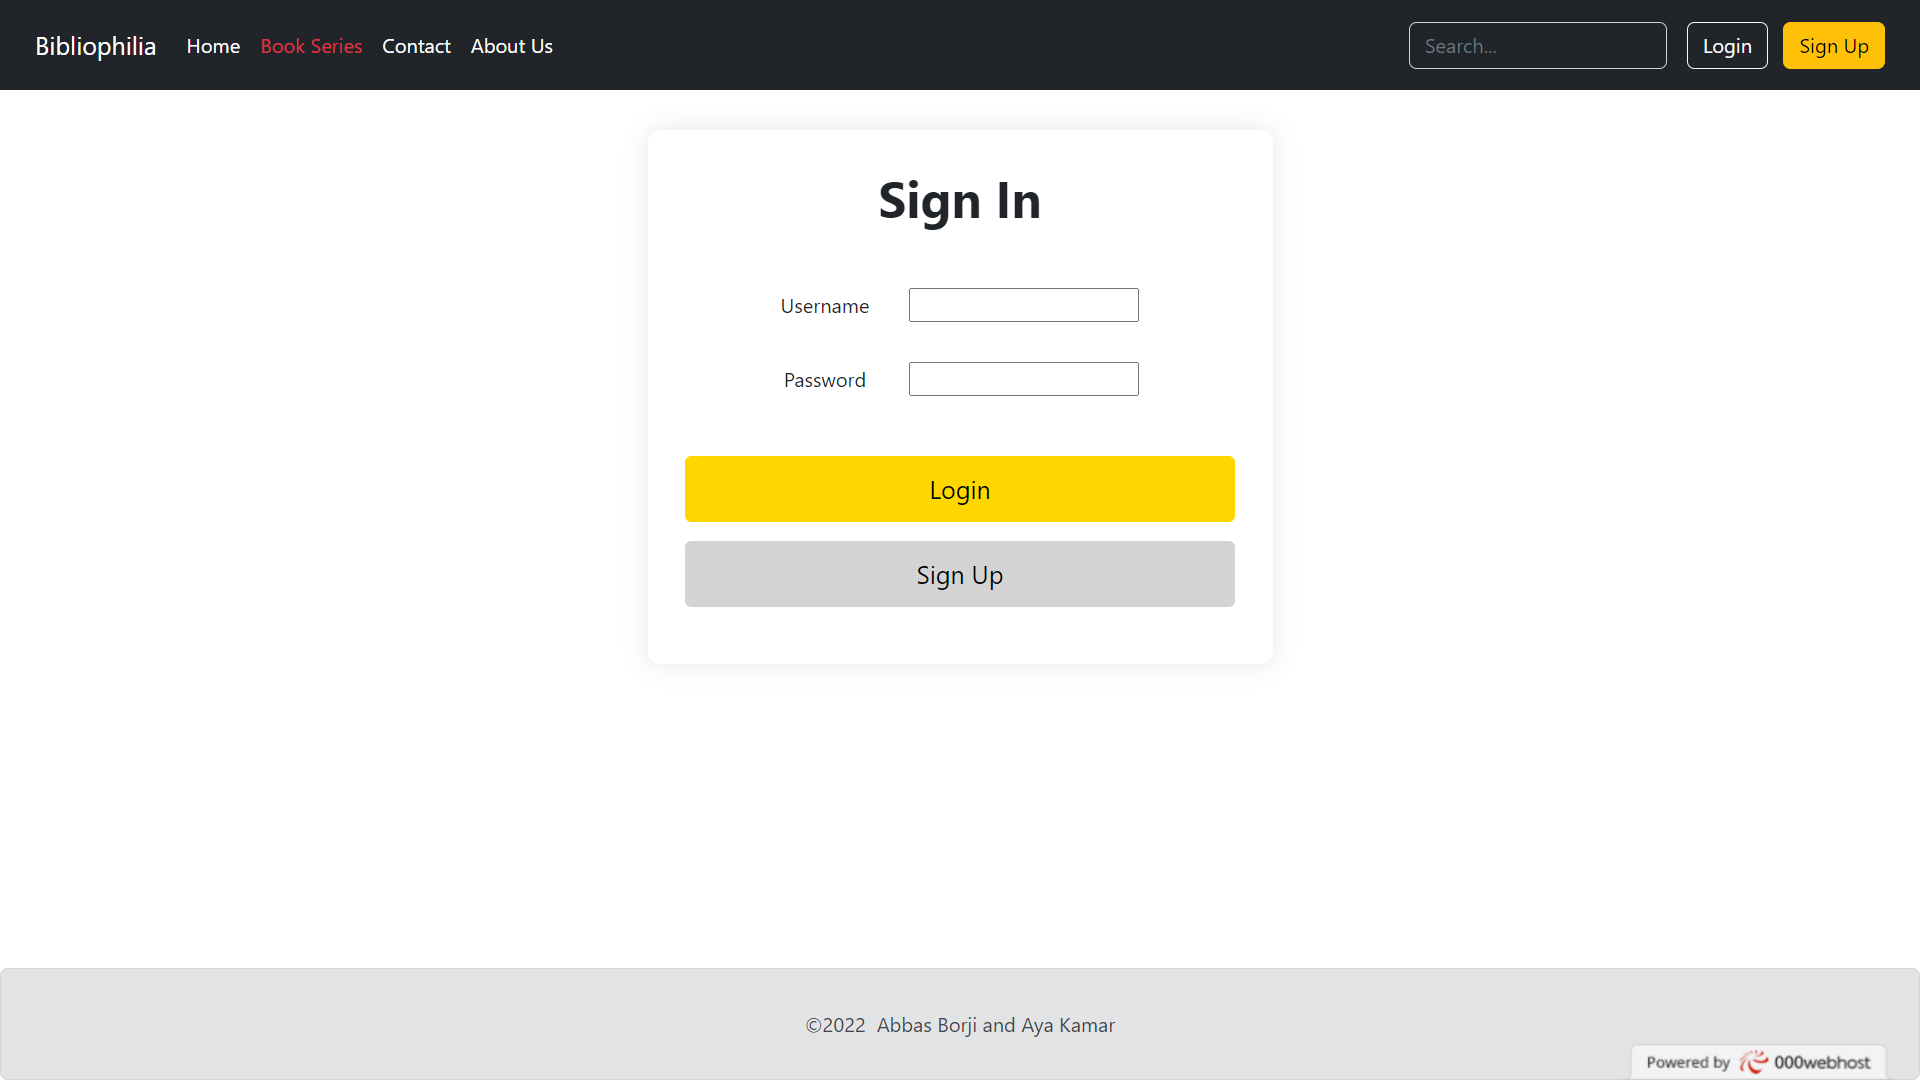 Bibliophilia Home Book Series Contact About Us Search... Login Sign Up
Sign In
Username
Password
Login
Sign Up
©2022 Abbas Borji and Aya Kamar
Powered by 000webhost